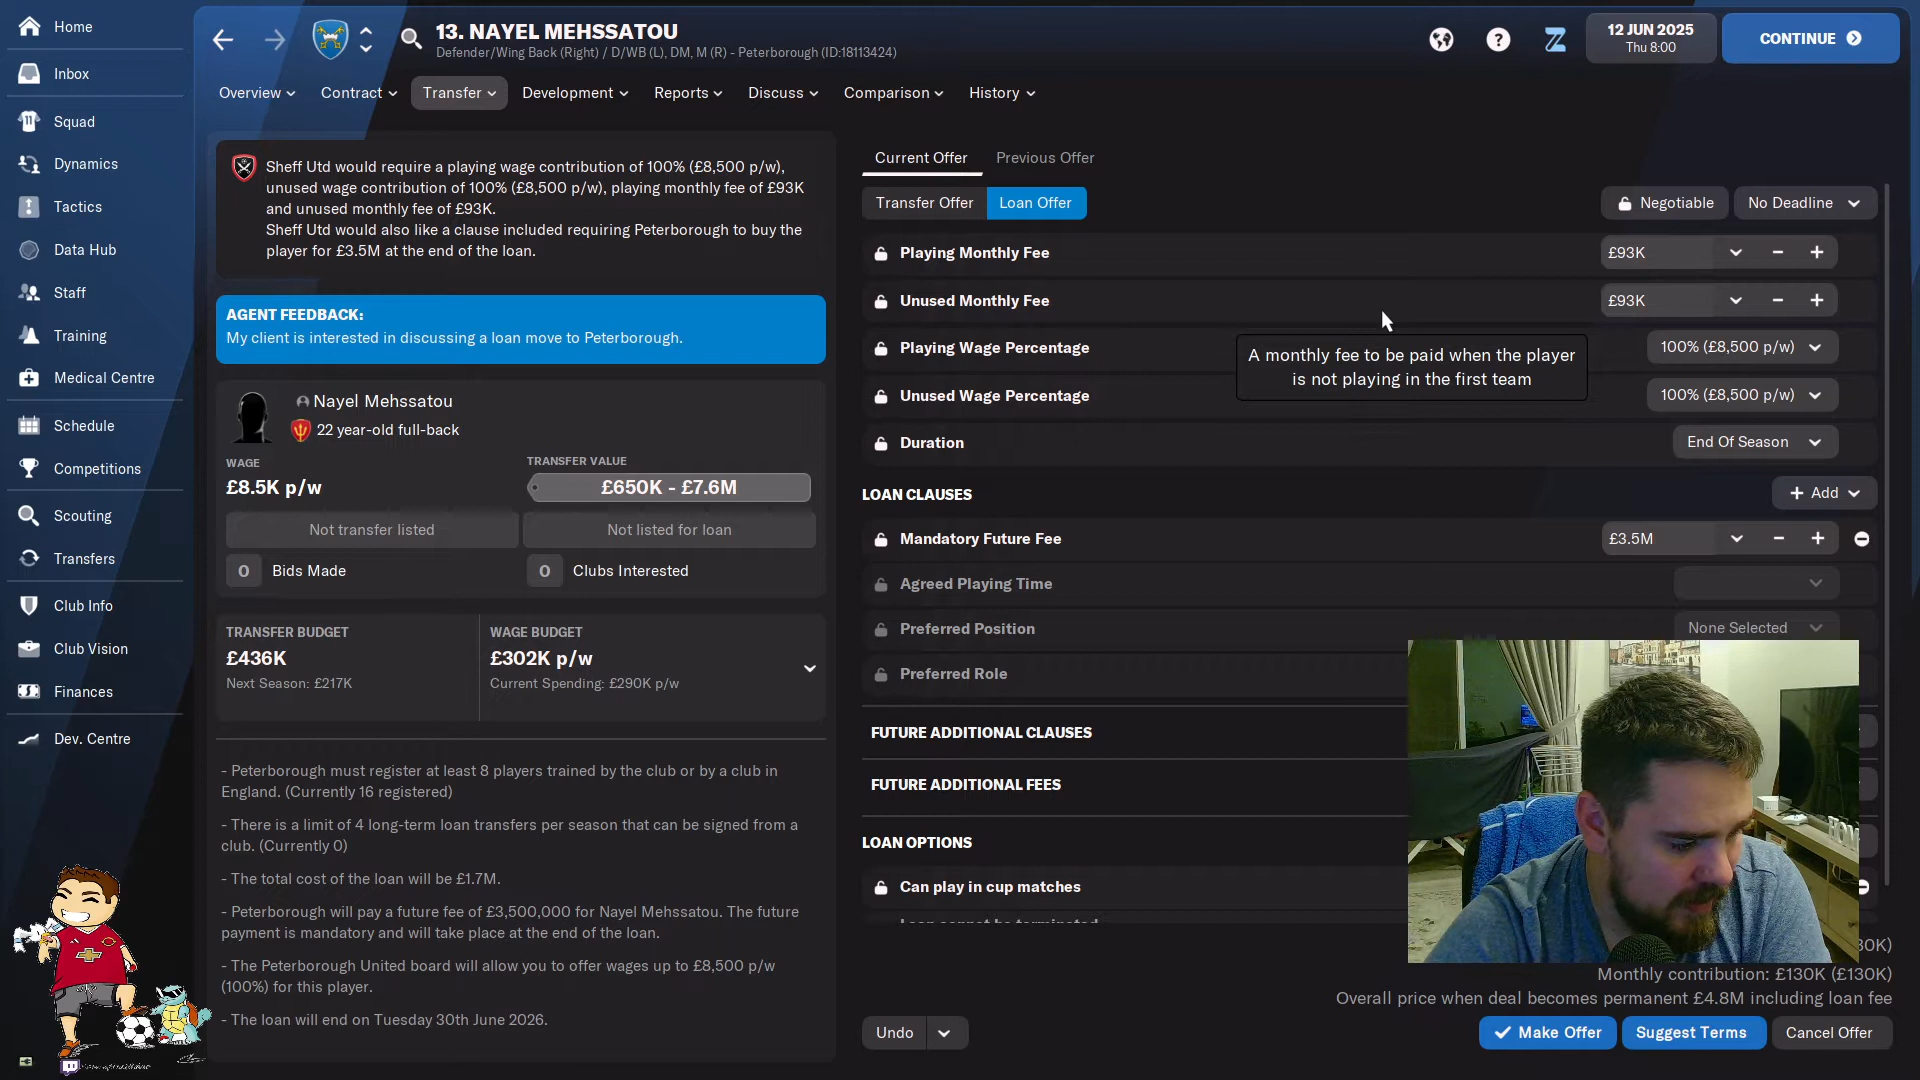 Home
Inbox
Squad
Dynamics
Tactics
Data Hub
Staff
Training
Medical Centre
Schedule
Competitions
Scouting
Transfers
Club Info
Club Vision
Finances
Dev. Centre
13. NAYEL MEHSSATOU
Defender/Wing Back (Right) / D/WB (L), DM, M (R) - Peterborough (ID:18113424)
12 JUN 2025
Thu 8:00
CONTINUE
Overview
Contract
Transfer
Development
Reports
Discuss
Comparison
History
Sheff Utd would require a playing wage contribution of 100% (£8,500 p/w),
unused wage contribution of 100% (£8,500 p/w), playing monthly fee of £93K
and unused monthly fee of £93K.
Sheff Utd would also like a clause included requiring Peterborough to buy the
player for £3.5M at the end of the loan.
AGENT FEEDBACK:
My client is interested in discussing a loan move to Peterborough.
Nayel Mehssatou
22 year-old full-back
WAGE
£8.5K p/w
TRANSFER VALUE
£650K - £7.6M
Not transfer listed
Not listed for loan
0 Bids Made
0 Clubs Interested
TRANSFER BUDGET
£436K
Next Season: £217K
WAGE BUDGET
£302K p/w
Current Spending: £290K p/w
- Peterborough must register at least 8 players trained by the club or by a club in
England. (Currently 16 registered)
- There is a limit of 4 long-term loan transfers per season that can be signed from a
club. (Currently 0)
- The total cost of the loan will be £1.7M.
- Peterborough will pay a future fee of £3,500,000 for Nayel Mehssatou. The future
payment is mandatory and will take place at the end of the loan.
- The Peterborough United board will allow you to offer wages up to £8,500 p/w
(100%) for this player.
- The loan will end on Tuesday 30th June 2026.
Current Offer
Previous Offer
Transfer Offer
Loan Offer
Negotiable
No Deadline
Playing Monthly Fee £93K
Unused Monthly Fee £93K
Playing Wage Percentage 100% (£8,500 p/w)
A monthly fee to be paid when the player
is not playing in the first team
Unused Wage Percentage 100% (£8,500 p/w)
Duration End Of Season
LOAN CLAUSES
+ Add
Mandatory Future Fee £3.5M
Agreed Playing Time
Preferred Position None Selected
Preferred Role
FUTURE ADDITIONAL CLAUSES
FUTURE ADDITIONAL FEES
LOAN OPTIONS
Can play in cup matches
Loan cannot be terminated
30K)
Monthly contribution: £130K (£130K)
Overall price when deal becomes permanent £4.8M including loan fee
Undo
Make Offer
Suggest Terms
Cancel Offer